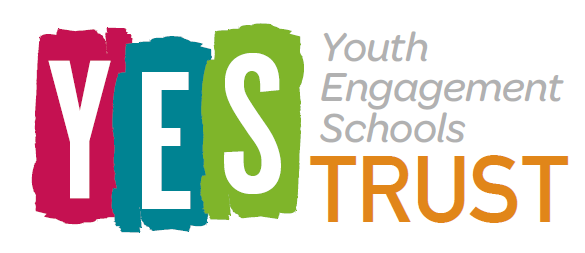 YES
Youth
Engagement
Schools
TRUST